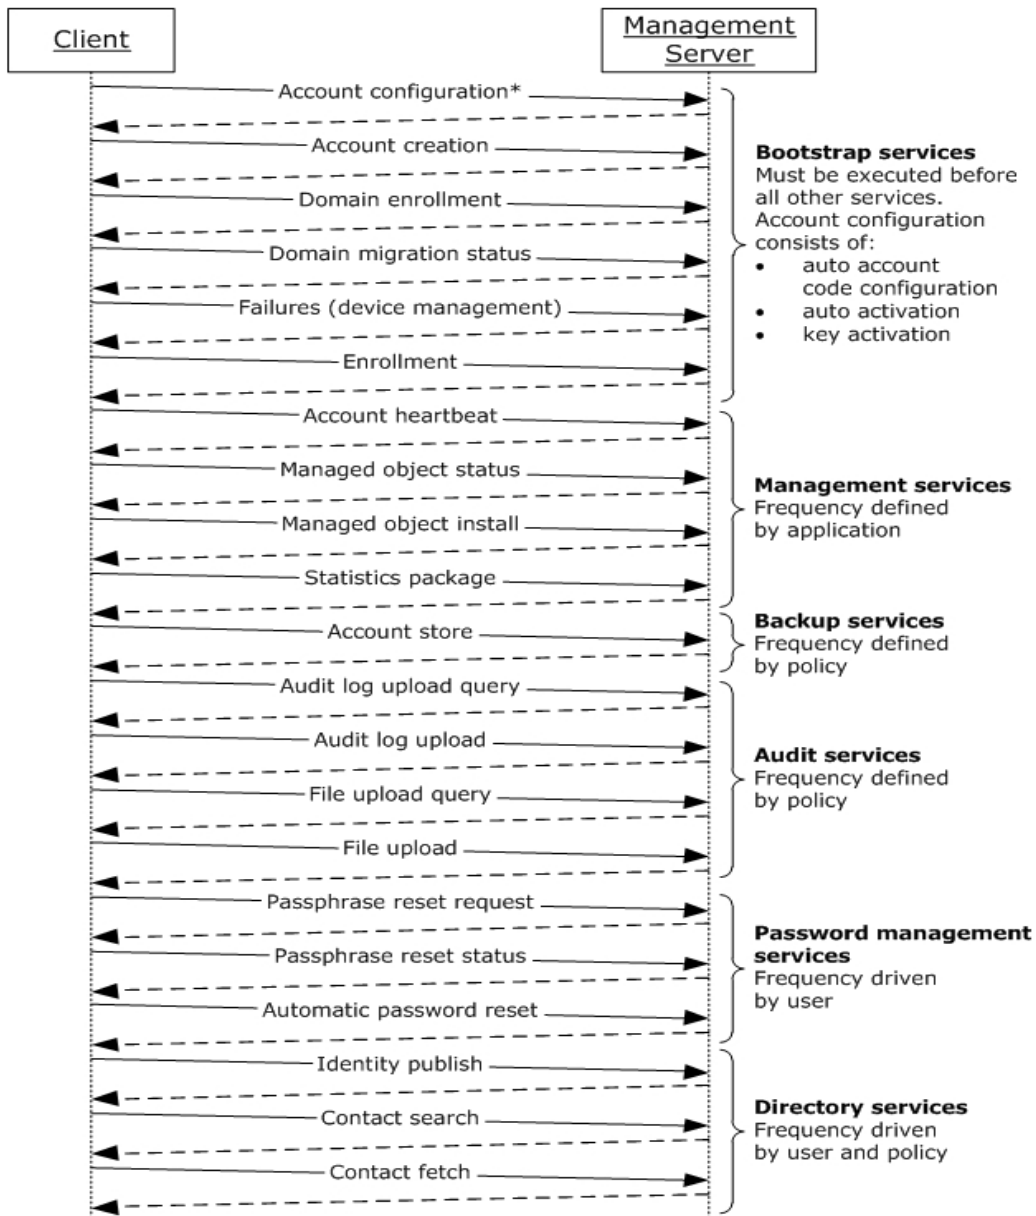 Client
Management
Server
Account configuration*
Account creation
Domain enrollment
Domain migration status
Failures (device management)
Enrollment
Bootstrap services
Must be executed before
all other services.
Account configuration
consists of:
• auto account
code configuration
• auto activation
• key activation
Account heartbeat
Managed object status
Managed object install
Statistics package
Management services
Frequency defined
by application
Account store
Backup services
Frequency defined
by policy
Audit log upload query
Audit log upload
File upload query
File upload
Audit services
Frequency defined
by policy
Passphrase reset request
Passphrase reset status
Automatic password reset
Password management
services
Frequency driven
by user
Identity publish
Contact search
Contact fetch
Directory services
Frequency driven
by user and policy